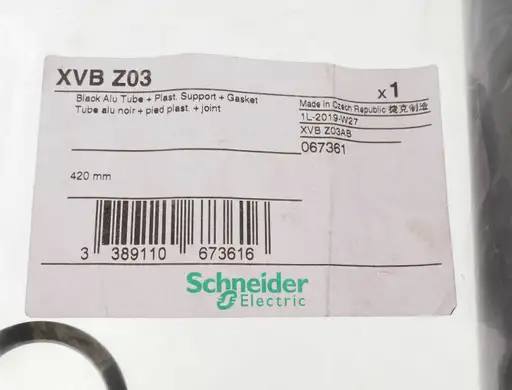 XVB Z03
x1
Black Alu Tube + Plast. Support + Gasket
Tube alu noir + pied plast. + joint
Made in Czech Republic 捷克制造
1L-2019-W27
XVB Z03AB
067361
420 mm
3 389110 673616
Schneider
Electric